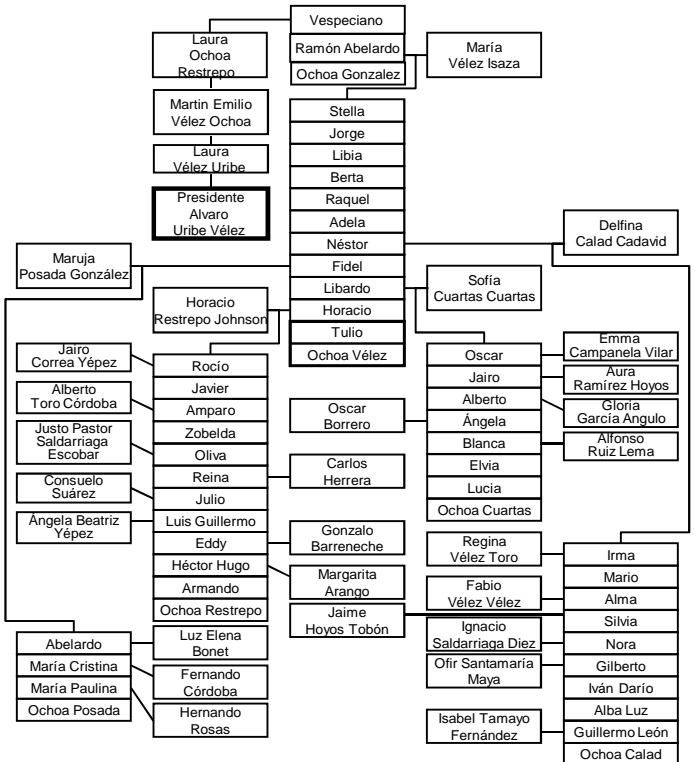 Vespeciano
Ramón Abelardo
Ochoa Gonzalez
María
Vélez Isaza
Laura
Ochoa
Restrepo
Martin Emilio
Vélez Ochoa
Laura
Vélez Uribe
Presidente
Alvaro
Uribe Vélez
Stella
Jorge
Libia
Berta
Raquel
Adela
Néstor
Fidel
Libardo
Horacio
Tulio
Ochoa Vélez
Delfina
Calad Cadavid
Maruja
Posada González
Sofía
Cuartas Cuartas
Horacio
Restrepo Johnson
Jairo
Correa Yépez
Alberto
Toro Córdoba
Justo Pastor
Saldarriaga
Escobar
Consuelo
Suárez
Ángela Beatriz
Yépez
Rocío
Javier
Amparo
Zobelda
Oliva
Reina
Julio
Luis Guillermo
Eddy
Héctor Hugo
Armando
Ochoa Restrepo
Oscar
Borrero
Carlos
Herrera
Gonzalo
Barreneche
Margarita
Arango
Jaime
Hoyos Tobón
Oscar
Jairo
Alberto
Ángela
Blanca
Elvia
Lucia
Ochoa Cuartas
Emma
Campanela Vilar
Aura
Ramírez Hoyos
Gloria
García Angulo
Alfonso
Ruiz Lema
Regina
Vélez Toro
Fabio
Vélez Vélez
Ignacio
Saldarriaga Diez
Ofir Santamaría
Maya
Isabel Tamayo
Fernández
Irma
Mario
Alma
Silvia
Nora
Gilberto
Iván Darío
Alba Luz
Guillermo León
Ochoa Calad
Abelardo
María Cristina
María Paulina
Ochoa Posada
Luz Elena
Bonet
Fernando
Córdoba
Hernando
Rosas